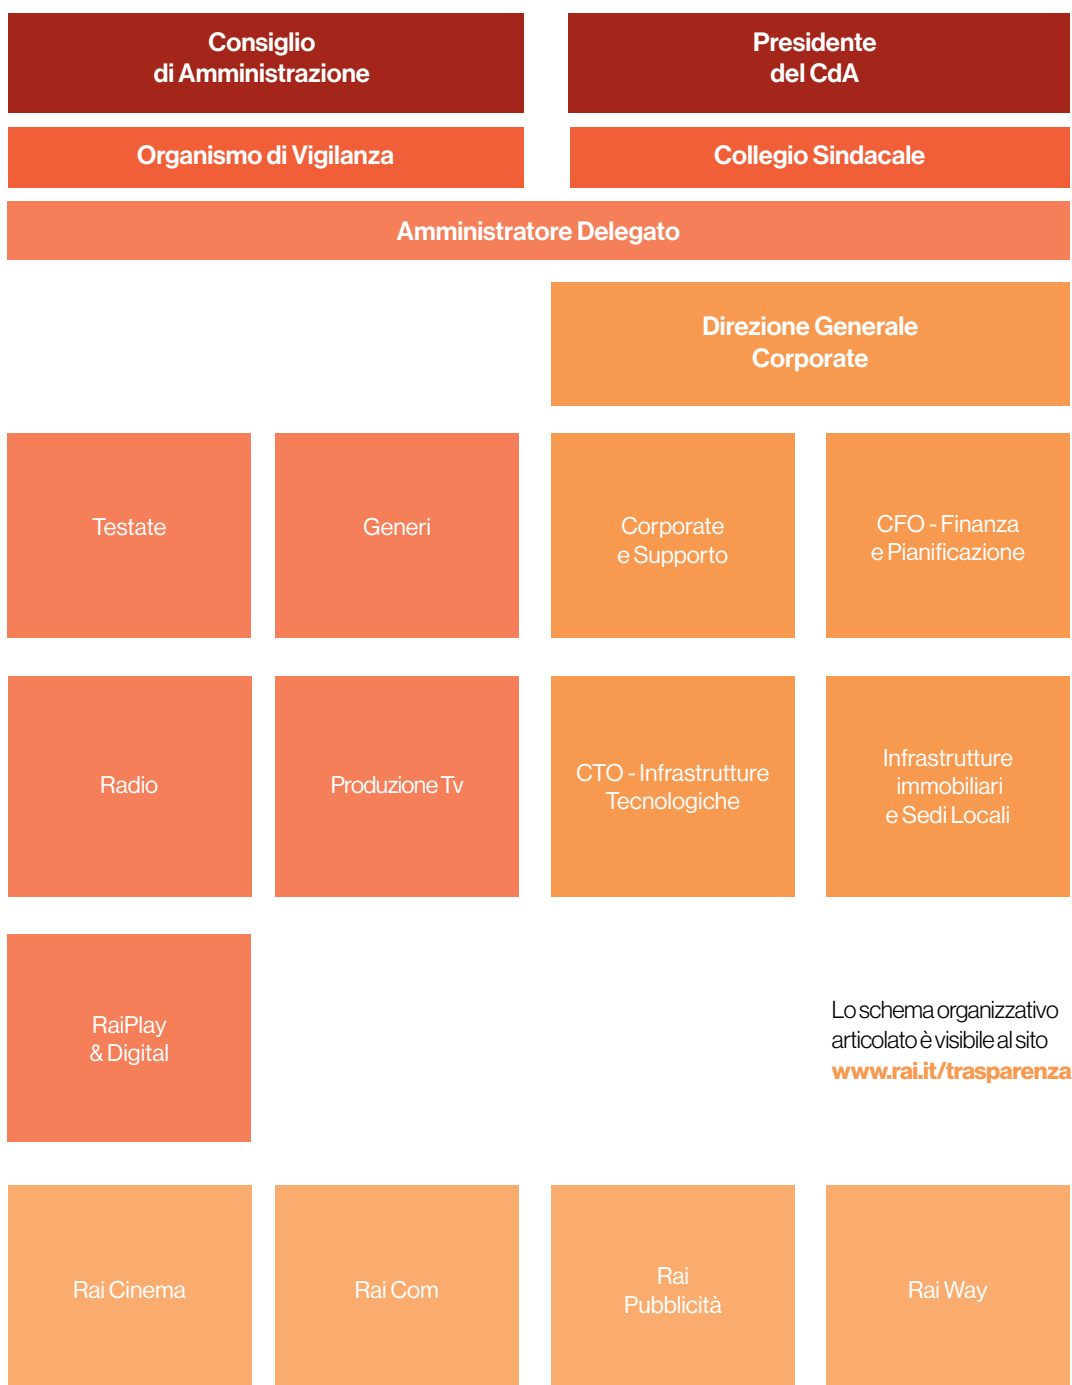 Consiglio
di Amministrazione
Presidente
del CdA
Organismo di Vigilanza
Collegio Sindacale
Amministratore Delegato
Direzione Generale
Corporate
Testate
Generi
Corporate
e Supporto
CFO - Finanza
e Pianificazione
Radio
Produzione Tv
CTO - Infrastrutture
Tecnologiche
Infrastrutture
immobiliari
e Sedi Locali
RaiPlay
& Digital
Lo schema organizzativo
articolato è visibile al sito
www.rai.it/trasparenza
Rai Cinema
Rai Com
Rai
Pubblicità
Rai Way